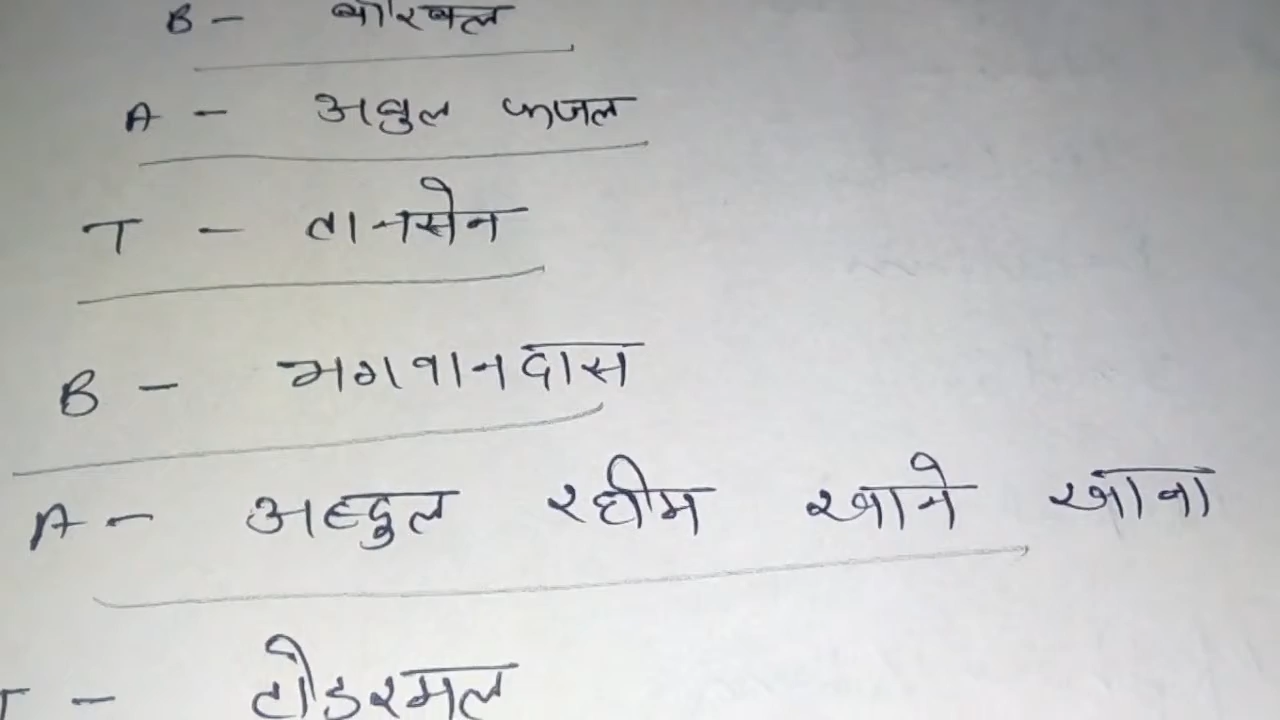 B - बीरबल
A - अबुल फजल
T - तानसेन
B - भगवानदास
A - अब्दुल रहीम खाने खाना
T - टोडरमल